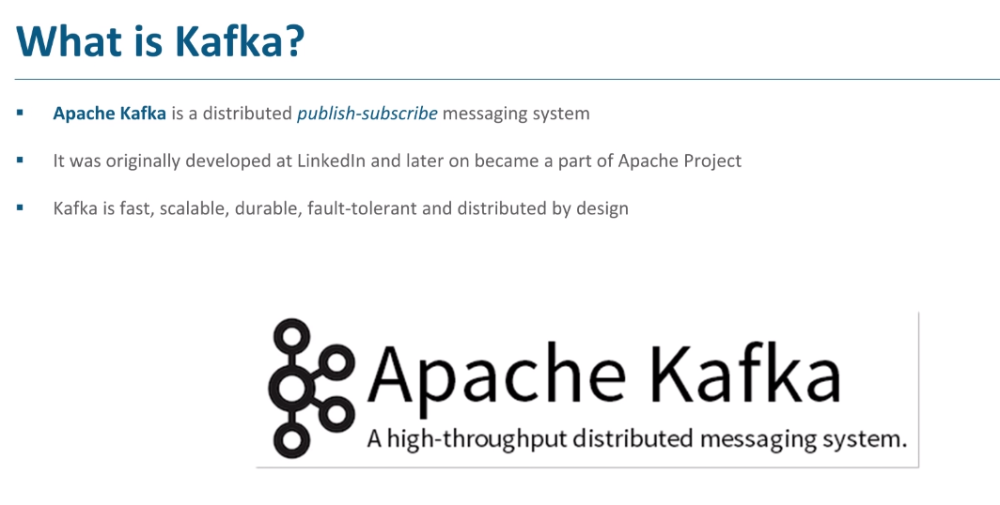 What is Kafka?
Apache Kafka is a distributed publish-subscribe messaging system
It was originally developed at LinkedIn and later on became a part of Apache Project
Kafka is fast, scalable, durable, fault-tolerant and distributed by design
Apache Kafka
A high-throughput distributed messaging system.